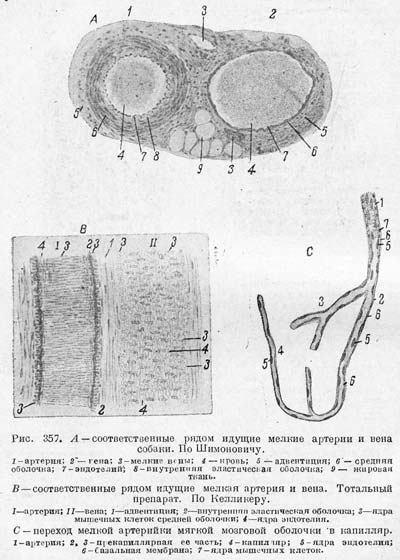 A 1 3 2
5 6 4 7 8 9 3 4 7 6 5
B
4 1 3 2 3 1 3 II 3
3 4 3
3 2 4
C
1 7 6 5
3 2
6
5 4 5
6
Рис. 357. А—соответственные рядом идущие мелкие артерии и вена
собаки. По Шимоновичу.
1—артерия; 2—вена; 3—мелкие вены; 4—кровь; 5—адвентиция; 6—средняя
оболочка; 7—эндотелий; 8—внутренняя эластическая оболочка; 9—жировая
ткань.
В—соответственные рядом идущая мелкая артерия и вена. Тотальный
препарат. По Келликеру.
I—артерия; II—вена; 1—адвентиция; 2—внутренняя эластическая оболочка; 3—ядра
мышечных клеток средней оболочки; 4—ядра эндотелия.
С—переход мелкой артерийки мягкой мозговой оболочки в капилляр.
1—артерия; 2, 3—прекапиллярная ее часть; 4—капиляр; 5—ядра эндотелия;
6—базальная мембрана; 7—ядры мышечных клеток.